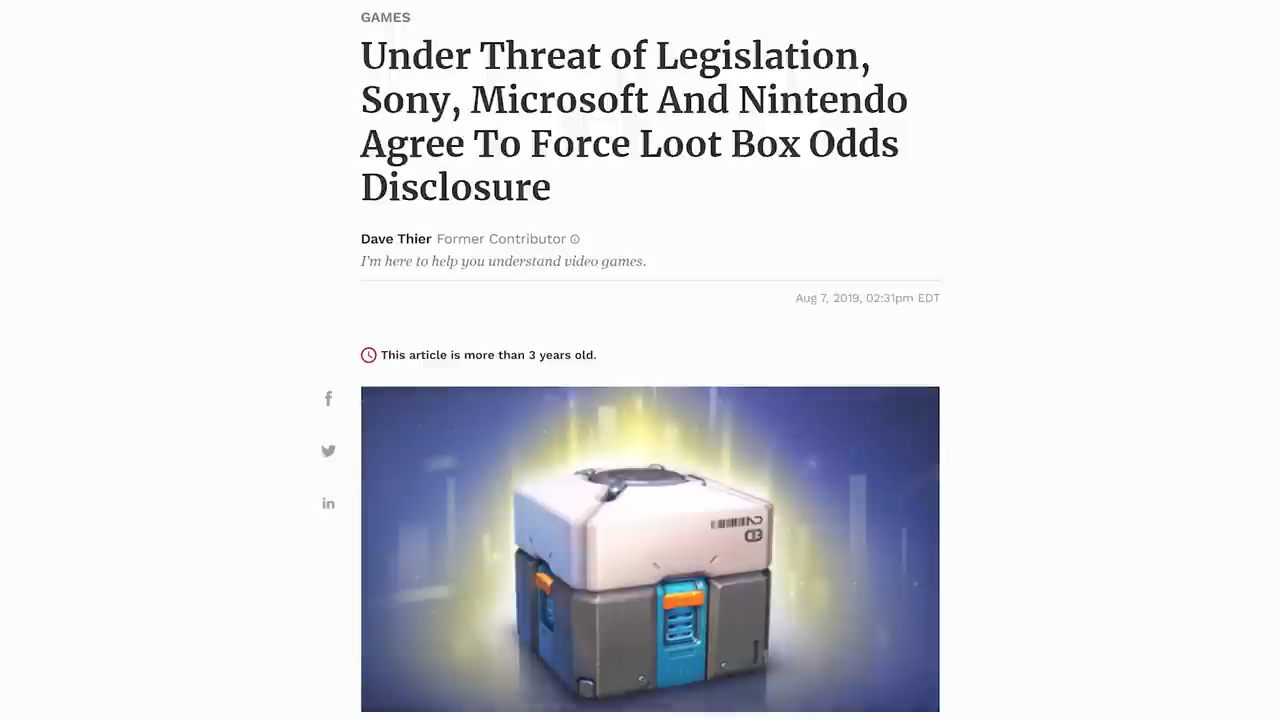 GAMES
Under Threat of Legislation,
Sony, Microsoft And Nintendo
Agree To Force Loot Box Odds
Disclosure
Dave Thier Former Contributor
I'm here to help you understand video games.
Aug 7, 2019, 02:31pm EDT
This article is more than 3 years old.